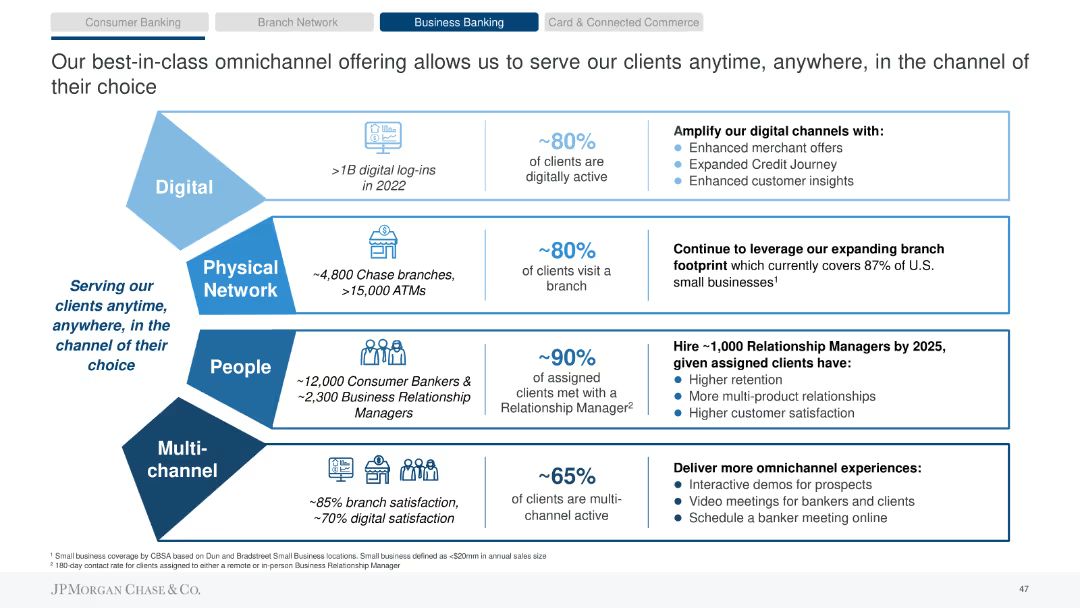 Consumer Banking
Branch Network
Business Banking
Card & Connected Commerce
Our best-in-class omnichannel offering allows us to serve our clients anytime, anywhere, in the channel of
their choice
Serving our
clients anytime,
anywhere, in the
channel of their
choice
Digital
>1B digital log-ins
in 2022
~80%
of clients are
digitally active
Amplify our digital channels with:
● Enhanced merchant offers
● Expanded Credit Journey
● Enhanced customer insights
Physical
Network
~4,800 Chase branches,
>15,000 ATMs
~80%
of clients visit a
branch
Continue to leverage our expanding branch
footprint which currently covers 87% of U.S.
small businesses¹
People
~12,000 Consumer Bankers &
~2,300 Business Relationship
Managers
~90%
of assigned
clients met with a
Relationship Manager²
Hire ~1,000 Relationship Managers by 2025,
given assigned clients have:
● Higher retention
● More multi-product relationships
● Higher customer satisfaction
Multi-
channel
~85% branch satisfaction,
~70% digital satisfaction
~65%
of clients are multi-
channel active
Deliver more omnichannel experiences:
● Interactive demos for prospects
● Video meetings for bankers and clients
● Schedule a banker meeting online
¹ Small business coverage by CBSA based on Dun and Bradstreet Small Business locations. Small business defined as <$20mm in annual sales size
² 180-day contact rate for clients assigned to either a remote or in-person Business Relationship Manager
JPMORGAN CHASE & CO.
47